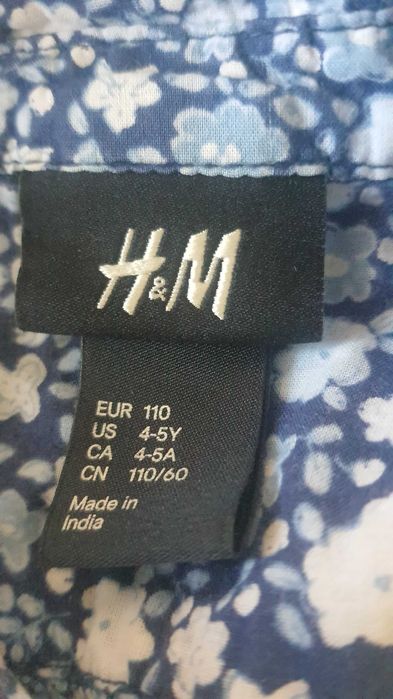 H&M
EUR 110
US 4-5Y
CA 4-5A
CN 110/60
Made in
India